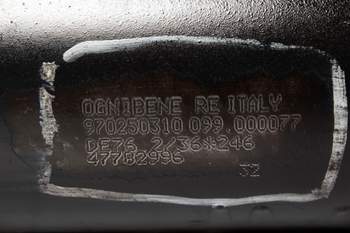 OGNIBENE RE ITALY
970250310 099.000077
DE76 2/36*246
47782996
32